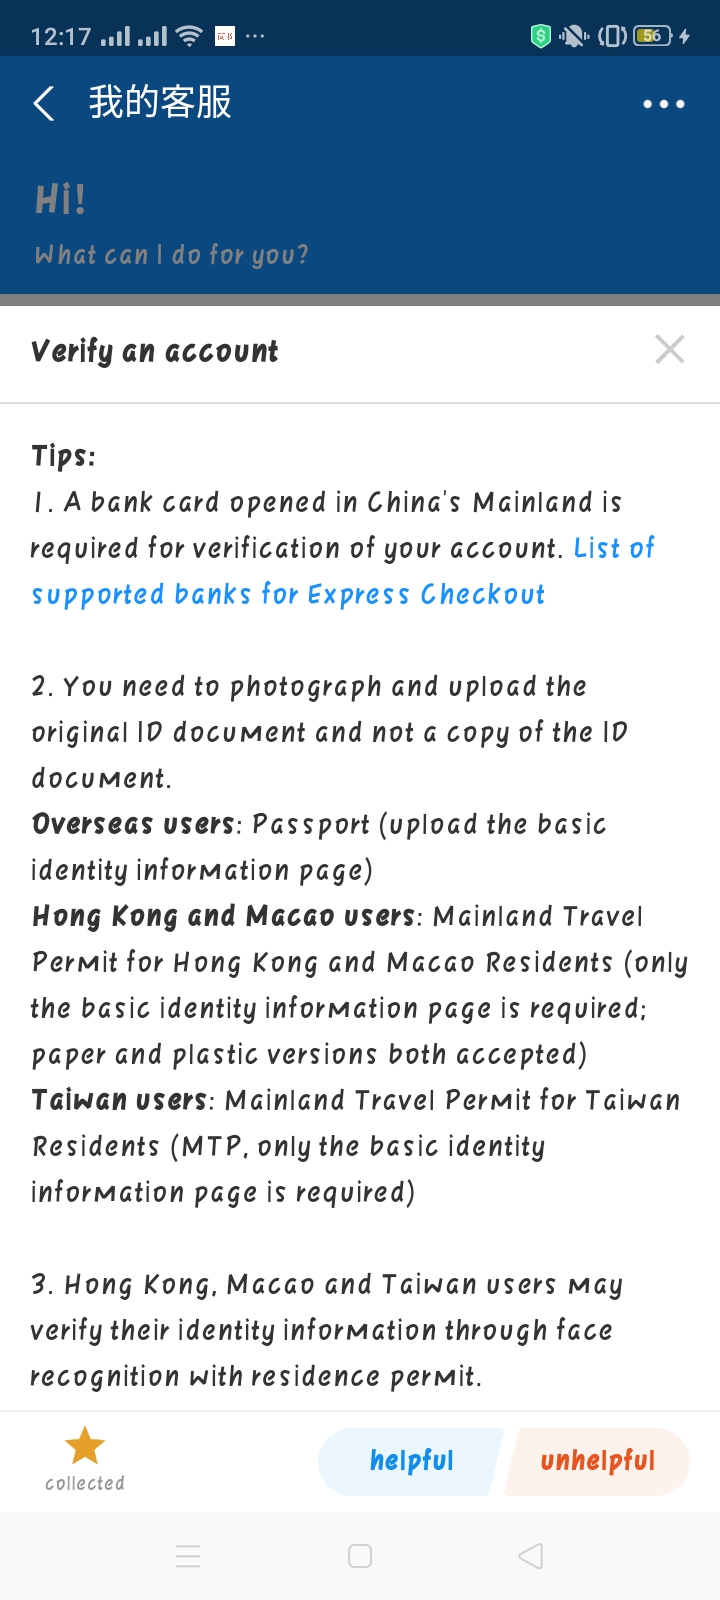 12:17
56
我的客服
Hi!
What can I do for you?
Verify an account
Tips:
1. A bank card opened in China's Mainland is
required for verification of your account. List of
supported banks for Express Checkout
2. You need to photograph and upload the
original ID document and not a copy of the ID
document.
Overseas users: Passport (upload the basic
identity information page)
Hong Kong and Macao users: Mainland Travel
Permit for Hong Kong and Macao Residents (only
the basic identity information page is required;
paper and plastic versions both accepted)
Taiwan users: Mainland Travel Permit for Taiwan
Residents (MTP, only the basic identity
information page is required)
3. Hong Kong, Macao and Taiwan users may
verify their identity information through face
recognition with residence permit.
collected
helpful
unhelpful